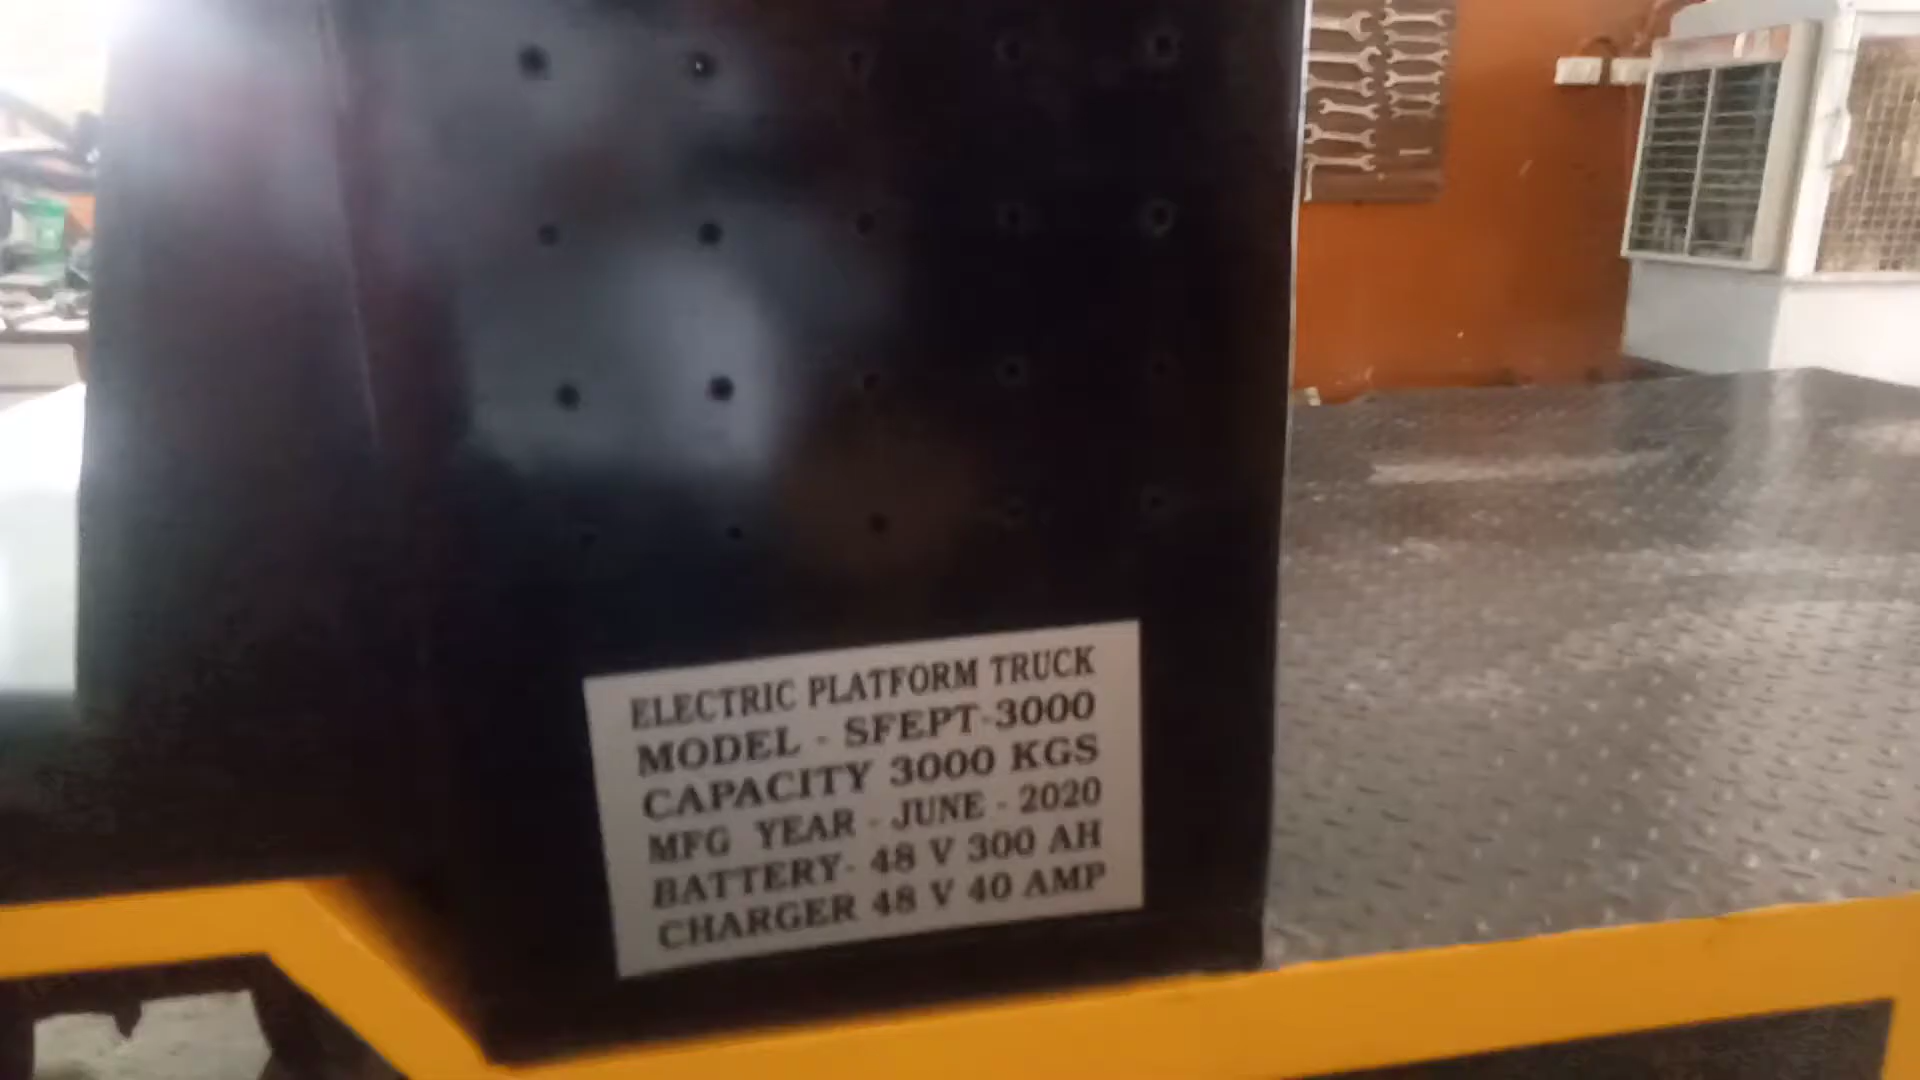 ELECTRIC PLATFORM TRUCK
MODEL - SFEPT-3000
CAPACITY 3000 KGS
MFG YEAR - JUNE - 2020
BATTERY- 48 V 300 AH
CHARGER 48 V 40 AMP